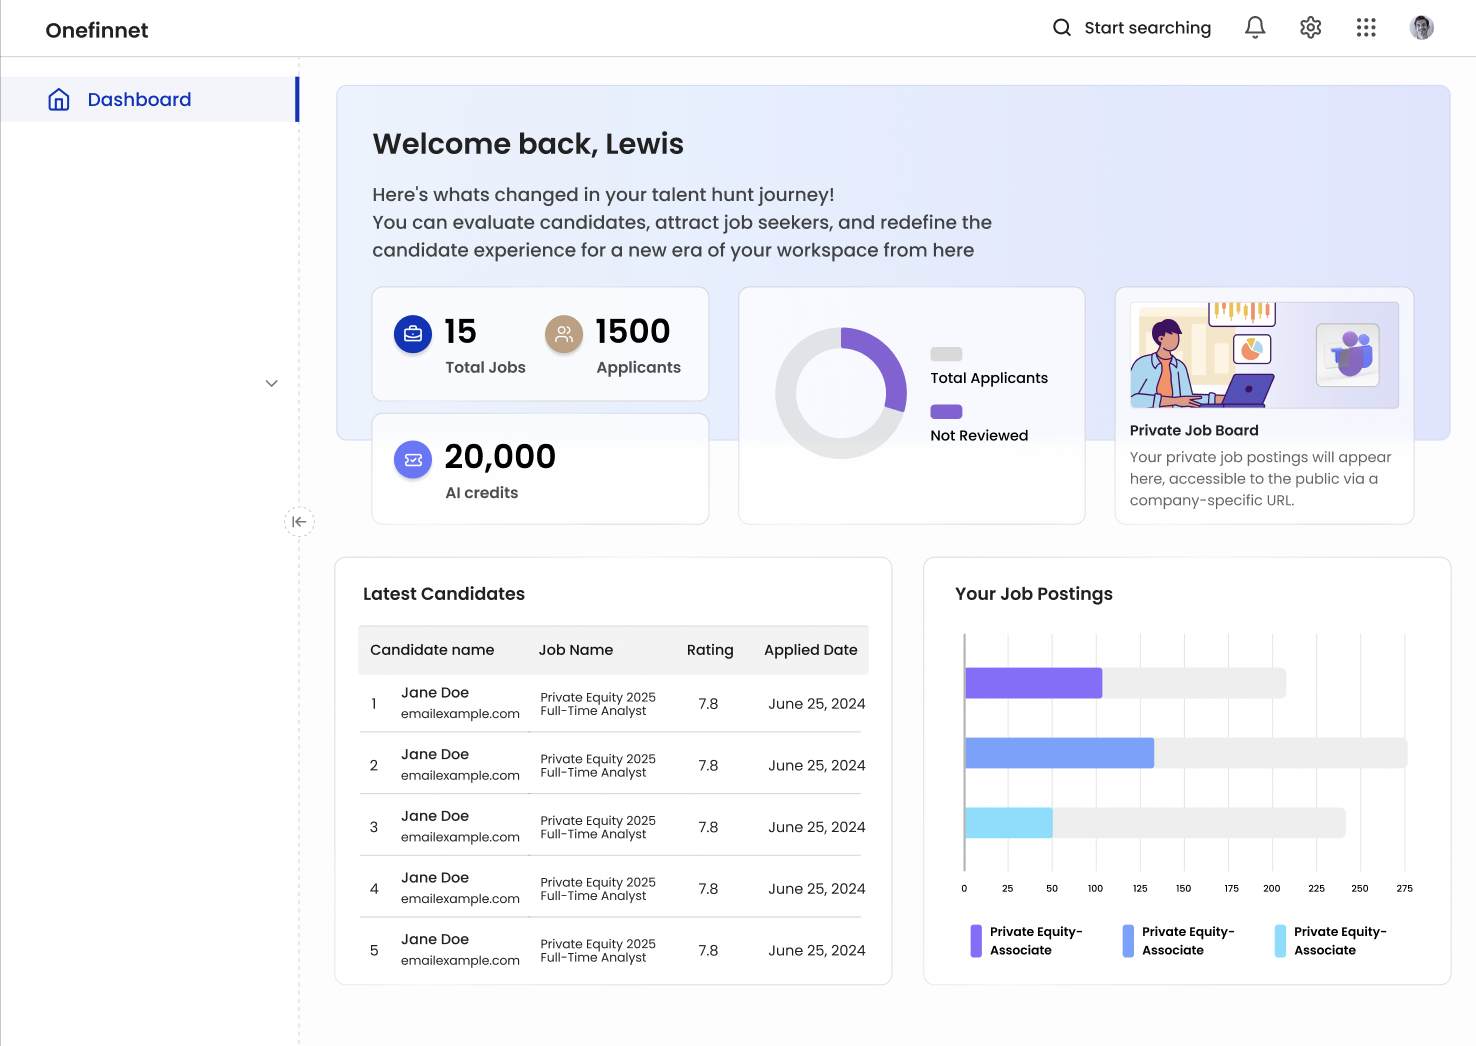 Onefinnet
Start searching
Dashboard
Welcome back, Lewis
Here's whats changed in your talent hunt journey!
You can evaluate candidates, attract job seekers, and redefine the
candidate experience for a new era of your workspace from here
15
Total Jobs
1500
Applicants
20,000
AI credits
Total Applicants
Not Reviewed
Private Job Board
Your private job postings will appear
here, accessible to the public via a
company-specific URL.
Latest Candidates
Candidate name Job Name Rating Applied Date
1 Jane Doe
emailexample.com
Private Equity 2025
Full-Time Analyst
7.8
June 25, 2024
2 Jane Doe
emailexample.com
Private Equity 2025
Full-Time Analyst
7.8
June 25, 2024
3 Jane Doe
emailexample.com
Private Equity 2025
Full-Time Analyst
7.8
June 25, 2024
4 Jane Doe
emailexample.com
Private Equity 2025
Full-Time Analyst
7.8
June 25, 2024
5 Jane Doe
emailexample.com
Private Equity 2025
Full-Time Analyst
7.8
June 25, 2024
Your Job Postings
0 25 50 100 125 150 175 200 225 250 275
Private Equity-
Associate
Private Equity-
Associate
Private Equity-
Associate